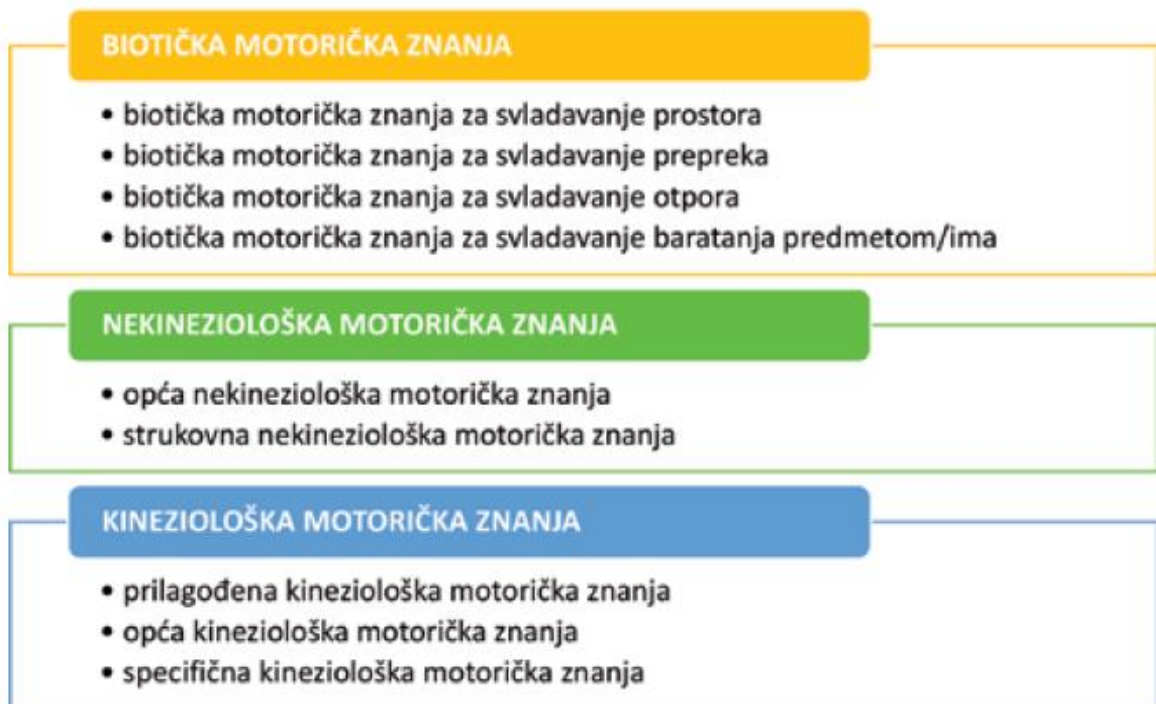 BIOTIČKA MOTORIČKA ZNANJA
• biotička motorička znanja za svladavanje prostora
• biotička motorička znanja za svladavanje prepreka
• biotička motorička znanja za svladavanje otpora
• biotička motorička znanja za svladavanje baratanja predmetom/ima
NEKINEZIOLOŠKA MOTORIČKA ZNANJA
• opća nekineziološka motorička znanja
• strukovna nekineziološka motorička znanja
KINEZIOLOŠKA MOTORIČKA ZNANJA
• prilagođena kineziološka motorička znanja
• opća kineziološka motorička znanja
• specifična kineziološka motorička znanja